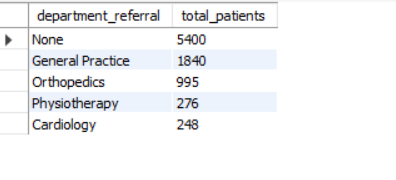 department_referral total_patients
None 5400
General Practice 1840
Orthopedics 995
Physiotherapy 276
Cardiology 248